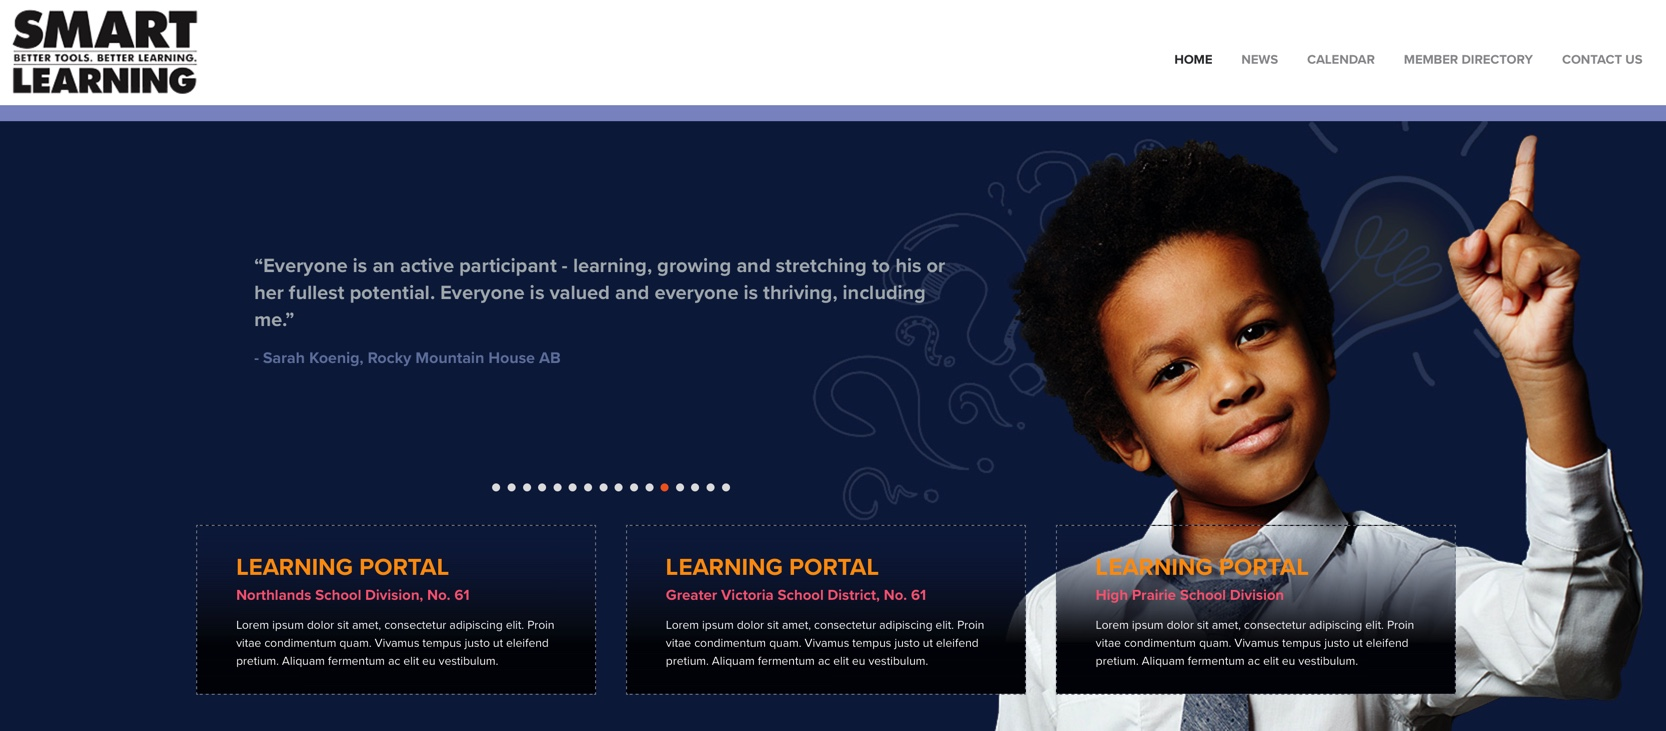 SMART
BETTER TOOLS. BETTER LEARNING.
LEARNING
HOME NEWS CALENDAR MEMBER DIRECTORY CONTACT US
“Everyone is an active participant - learning, growing and stretching to his or
her fullest potential. Everyone is valued and everyone is thriving, including
me.”
- Sarah Koenig, Rocky Mountain House AB
LEARNING PORTAL
Northlands School Division, No. 61
Lorem ipsum dolor sit amet, consectetur adipiscing elit. Proin
vitae condimentum quam. Vivamus tempus justo ut eleifend
pretium. Aliquam fermentum ac elit eu vestibulum.
LEARNING PORTAL
Greater Victoria School District, No. 61
Lorem ipsum dolor sit amet, consectetur adipiscing elit. Proin
vitae condimentum quam. Vivamus tempus justo ut eleifend
pretium. Aliquam fermentum ac elit eu vestibulum.
LEARNING PORTAL
High Prairie School Division
Lorem ipsum dolor sit amet, consectetur adipiscing elit. Proin
vitae condimentum quam. Vivamus tempus justo ut eleifend
pretium. Aliquam fermentum ac elit eu vestibulum.